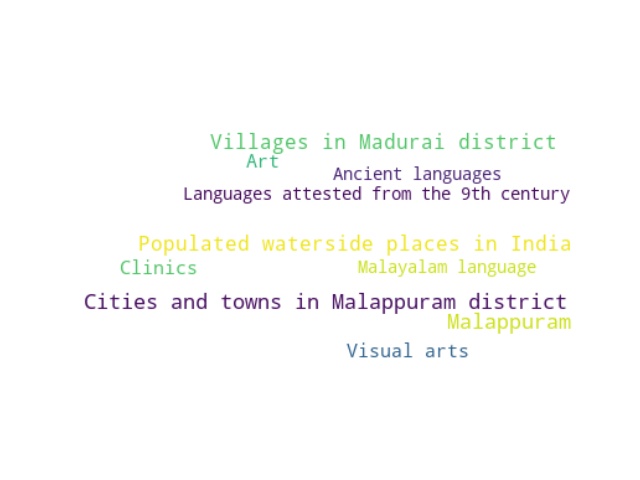 Villages in Madurai district
Art
Ancient languages
Languages attested from the 9th century
Populated waterside places in India
Clinics
Malayalam language
Cities and towns in Malappuram district
Malappuram
Visual arts